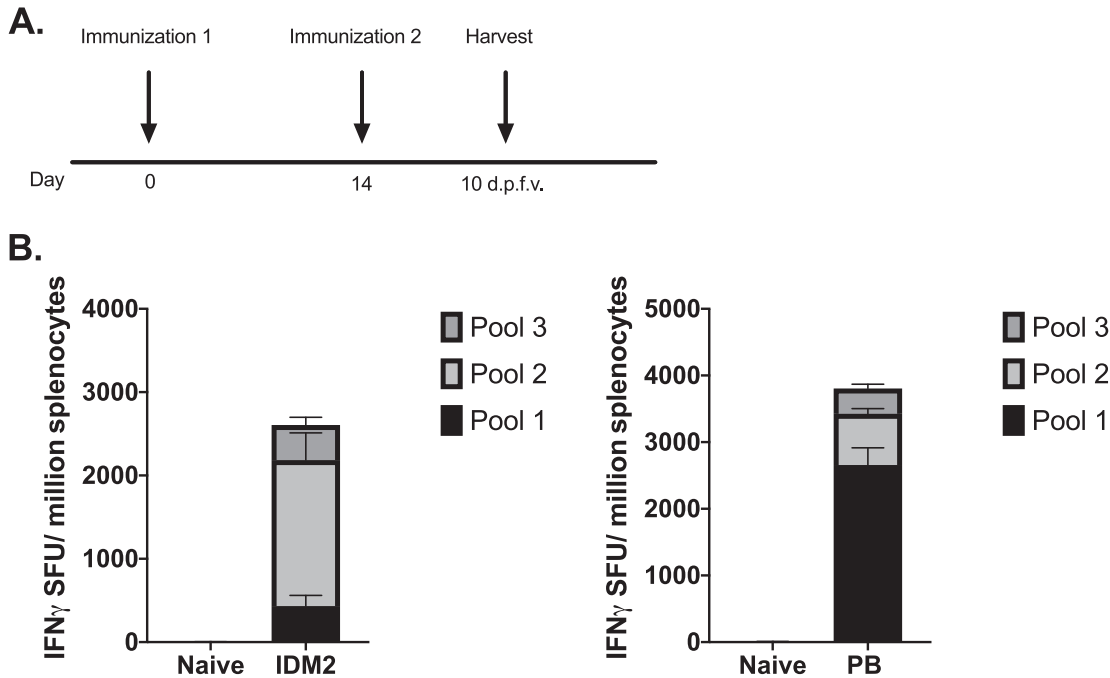 A.
Immunization 1 Immunization 2 Harvest
Day 0 14 10 d.p.f.v.
B.
IFNγ SFU/ million splenocytes
4000
3000
2000
1000
0
Naive IDM2
Pool 3
Pool 2
Pool 1
IFNγ SFU/ million splenocytes
5000
4000
3000
2000
1000
0
Naive PB
Pool 3
Pool 2
Pool 1